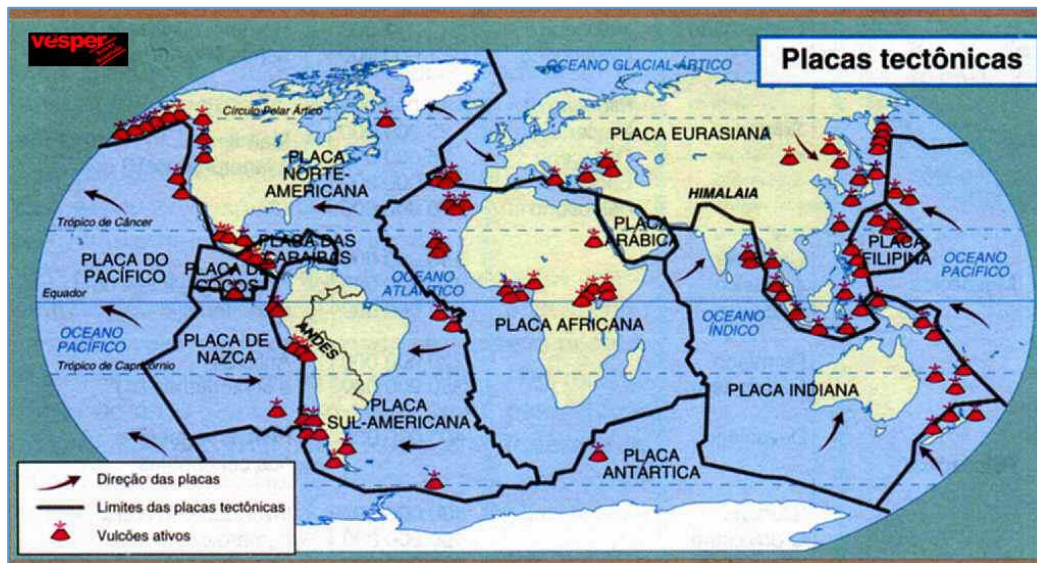 vésper
Placas tectônicas
OCEANO GLACIAL ÁRTICO
Círculo Polar Ártico
PLACA EURASIANA
PLACA
NORTE-
AMERICANA
HIMALAIA
Trópico de Câncer
PLACA
ARÁBICA
PLACA DAS
CARAÍBAS
PLACA
FILIPINA
PLACA DO
PACÍFICO
PLACA DE
COCOS
OCEANO
ATLÂNTICO
OCEANO
PACÍFICO
Equador
OCEANO
PACÍFICO
PLACA DE
NAZCA
ANDES
PLACA AFRICANA
OCEANO
ÍNDICO
Trópico de Capricórnio
PLACA INDIANA
PLACA
SUL-AMERICANA
PLACA
ANTÁRTICA
Direção das placas
Limites das placas tectônicas
Vulcões ativos